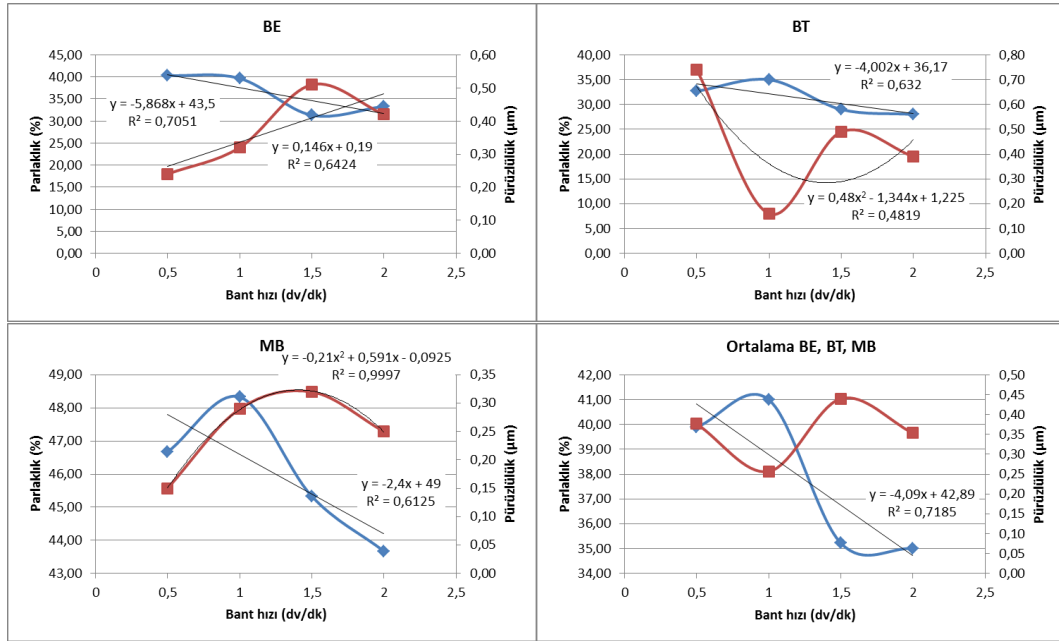 BE
45,00
40,00
35,00
30,00
25,00
20,00
15,00
10,00
5,00
0,00
Parlaklık (%)
0,60
0,50
0,40
0,30
0,20
0,10
0,00
Pürüzlülük (µm)
y = -5,868x + 43,5
R² = 0,7051
y = 0,146x + 0,19
R² = 0,6424
0 0,5 1 1,5 2 2,5
Bant hızı (dv/dk)
BT
40,00
35,00
30,00
25,00
20,00
15,00
10,00
5,00
0,00
Parlaklık (%)
0,80
0,70
0,60
0,50
0,40
0,30
0,20
0,10
0,00
Pürüzlülük (µm)
y = -4,002x + 36,17
R² = 0,632
y = 0,48x² - 1,344x + 1,225
R² = 0,4819
0 0,5 1 1,5 2 2,5
Bant hızı (dv/dk)
MB
49,00
48,00
47,00
46,00
45,00
44,00
43,00
Parlaklık (%)
0,35
0,30
0,25
0,20
0,15
0,10
0,05
0,00
Pürüzlülük (µm)
y = -0,21x² + 0,591x - 0,0925
R² = 0,9997
y = -2,4x + 49
R² = 0,6125
0 0,5 1 1,5 2 2,5
Bant hızı (dv/dk)
Ortalama BE, BT, MB
42,00
41,00
40,00
39,00
38,00
37,00
36,00
35,00
34,00
Parlaklık (%)
0,50
0,45
0,40
0,35
0,30
0,25
0,20
0,15
0,10
0,05
0,00
Pürüzlülük (µm)
y = -4,09x + 42,89
R² = 0,7185
0 0,5 1 1,5 2 2,5
Bant hızı (dv/dk)